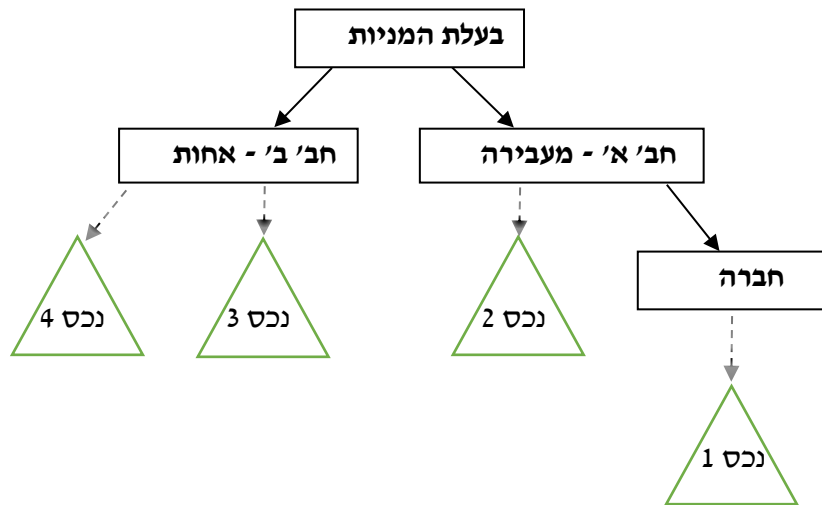 בעלת המניות
חב' א' - מעבירה
חב' ב' - אחות
חברה
נכס 2
נכס 3
נכס 4
נכס 1